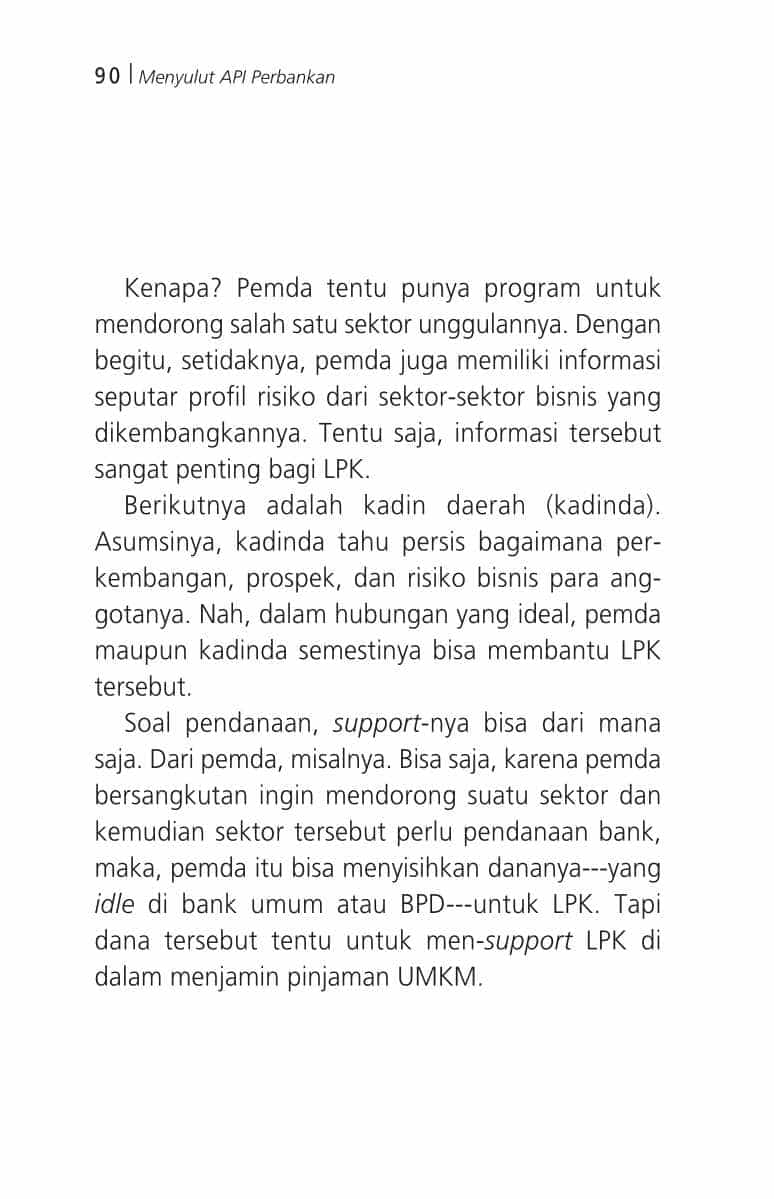 90 | Menyulut API Perbankan
Kenapa? Pemda tentu punya program untuk
mendorong salah satu sektor unggulannya. Dengan
begitu, setidaknya, pemda juga memiliki informasi
seputar profil risiko dari sektor-sektor bisnis yang
dikembangkannya. Tentu saja, informasi tersebut
sangat penting bagi LPK.
Berikutnya adalah kadin daerah (kadinda).
Asumsinya, kadinda tahu persis bagaimana per-
kembangan, prospek, dan risiko bisnis para ang-
gotanya. Nah, dalam hubungan yang ideal, pemda
maupun kadinda semestinya bisa membantu LPK
tersebut.
Soal pendanaan, support-nya bisa dari mana
saja. Dari pemda, misalnya. Bisa saja, karena pemda
bersangkutan ingin mendorong suatu sektor dan
kemudian sektor tersebut perlu pendanaan bank,
maka, pemda itu bisa menyisihkan dananya---yang
idle di bank umum atau BPD---untuk LPK. Tapi
dana tersebut tentu untuk men-support LPK di
dalam menjamin pinjaman UMKM.